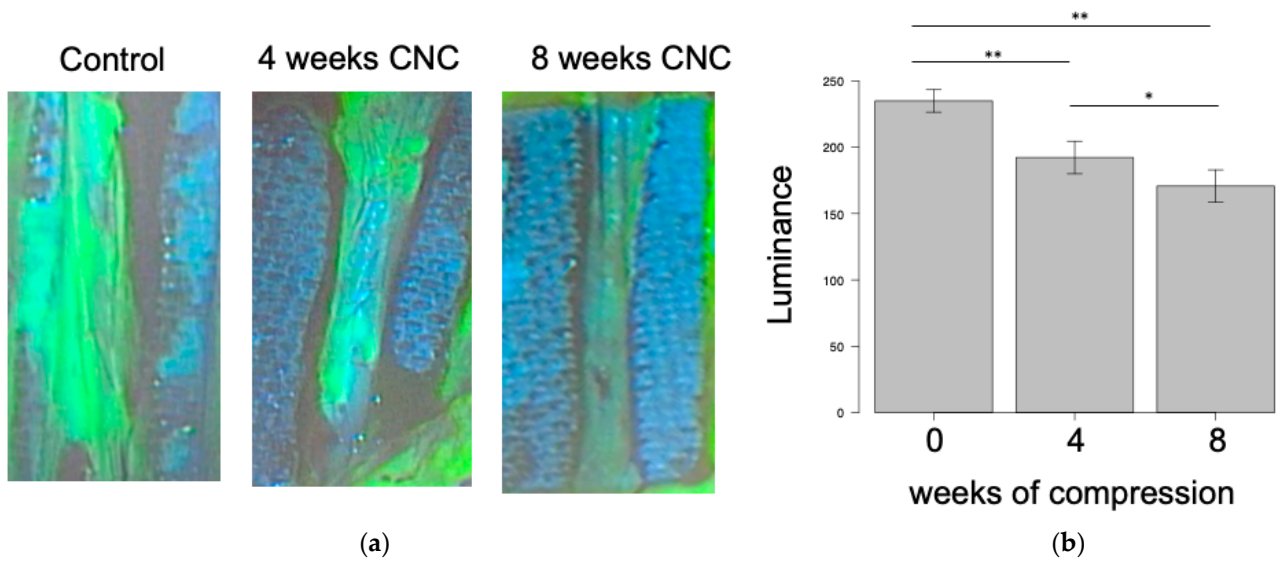 Control
4 weeks CNC
8 weeks CNC
(a)
**
**
*
250
200
150
100
50
0
Luminance
0
4
8
weeks of compression
(b)